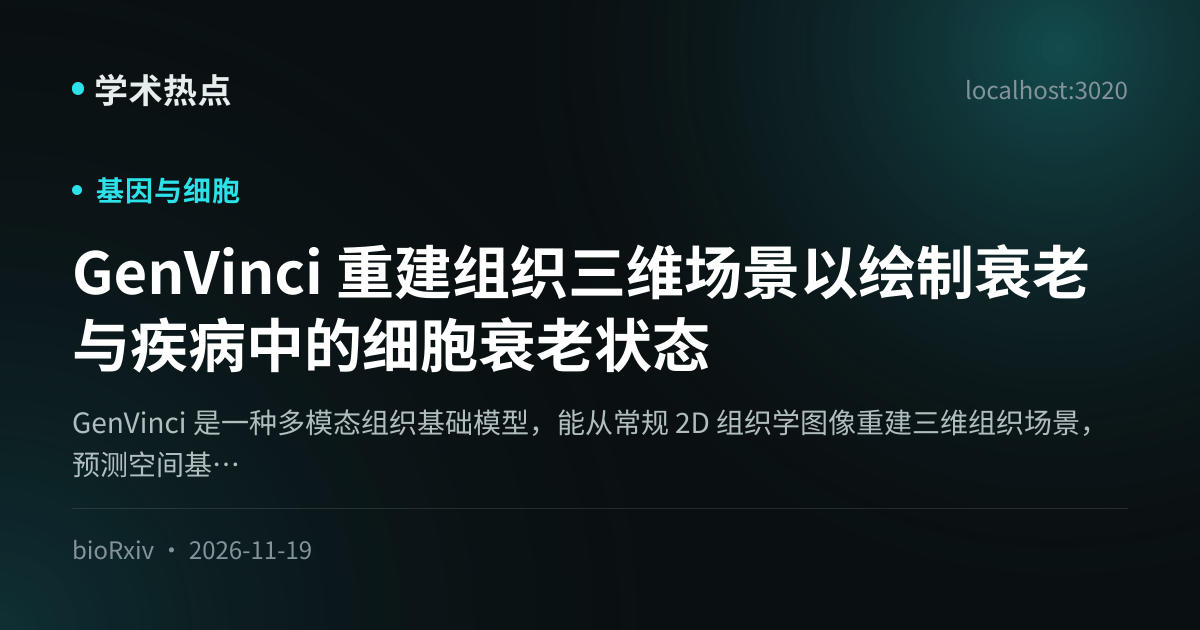 学术热点
localhost:3020
基因与细胞
GenVinci 重建组织三维场景以绘制衰老
与疾病中的细胞衰老状态
GenVinci 是一种多模态组织基础模型，能从常规 2D 组织学图像重建三维组织场景，
预测空间基…
bioRxiv · 2026-11-19